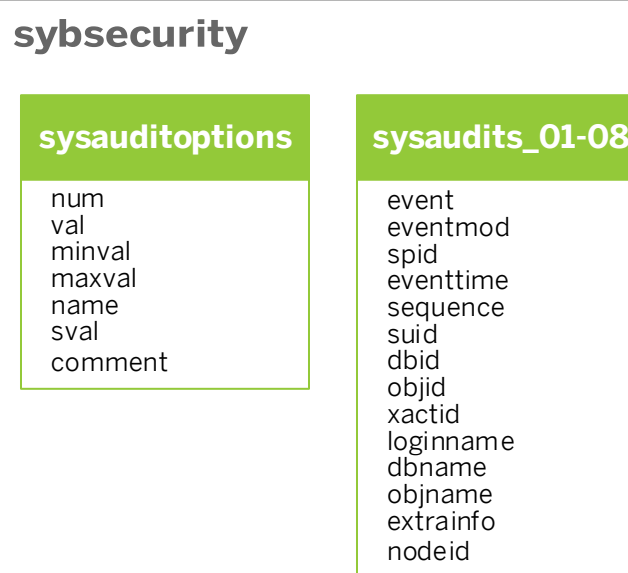 sybsecurity
sysauditoptions
num
val
minval
maxval
name
sval
comment
sysaudits_01-08
event
eventmod
spid
eventtime
sequence
suid
dbid
objid
xactid
loginname
dbname
objname
extrainfo
nodeid